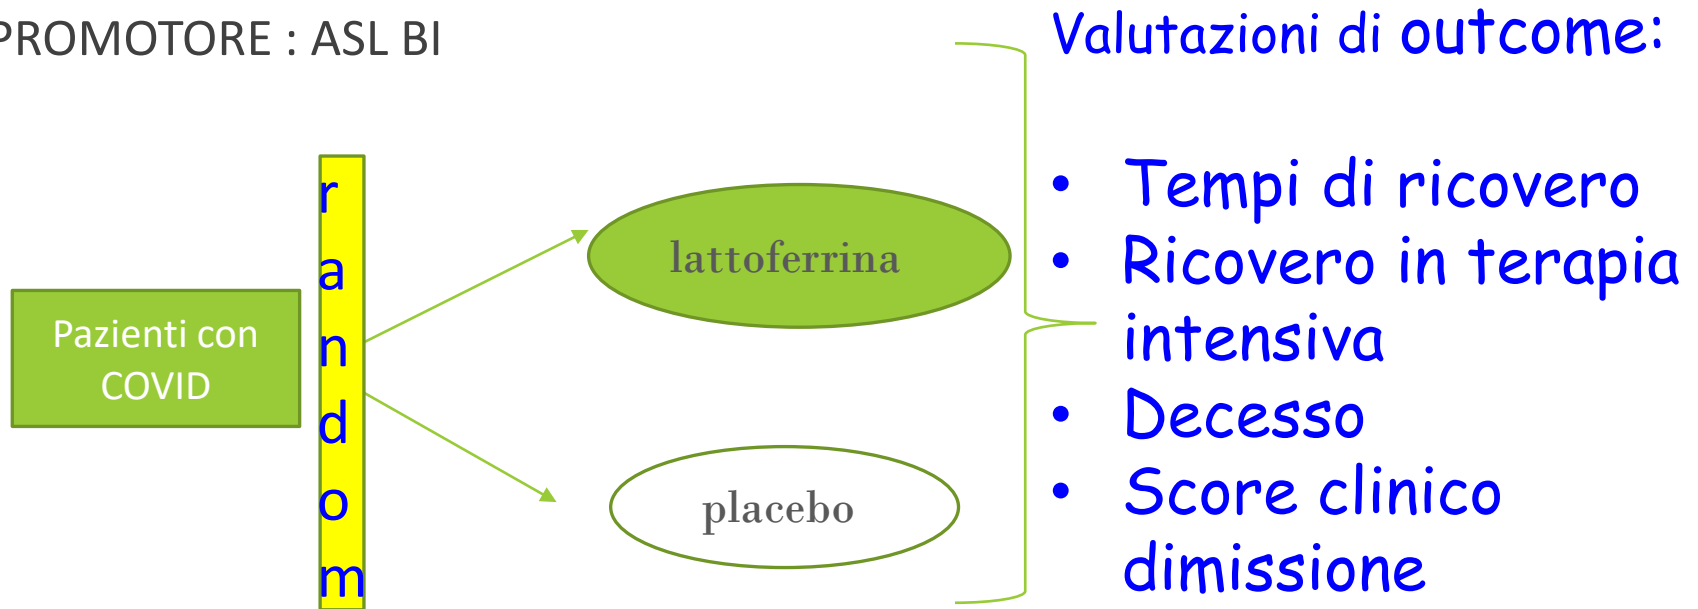 PROMOTORE : ASL BI
Valutazioni di outcome:
Pazienti con
COVID
r
a
n
d
o
m
lattoferrina
placebo
• Tempi di ricovero
• Ricovero in terapia
intensiva
• Decesso
• Score clinico
dimissione